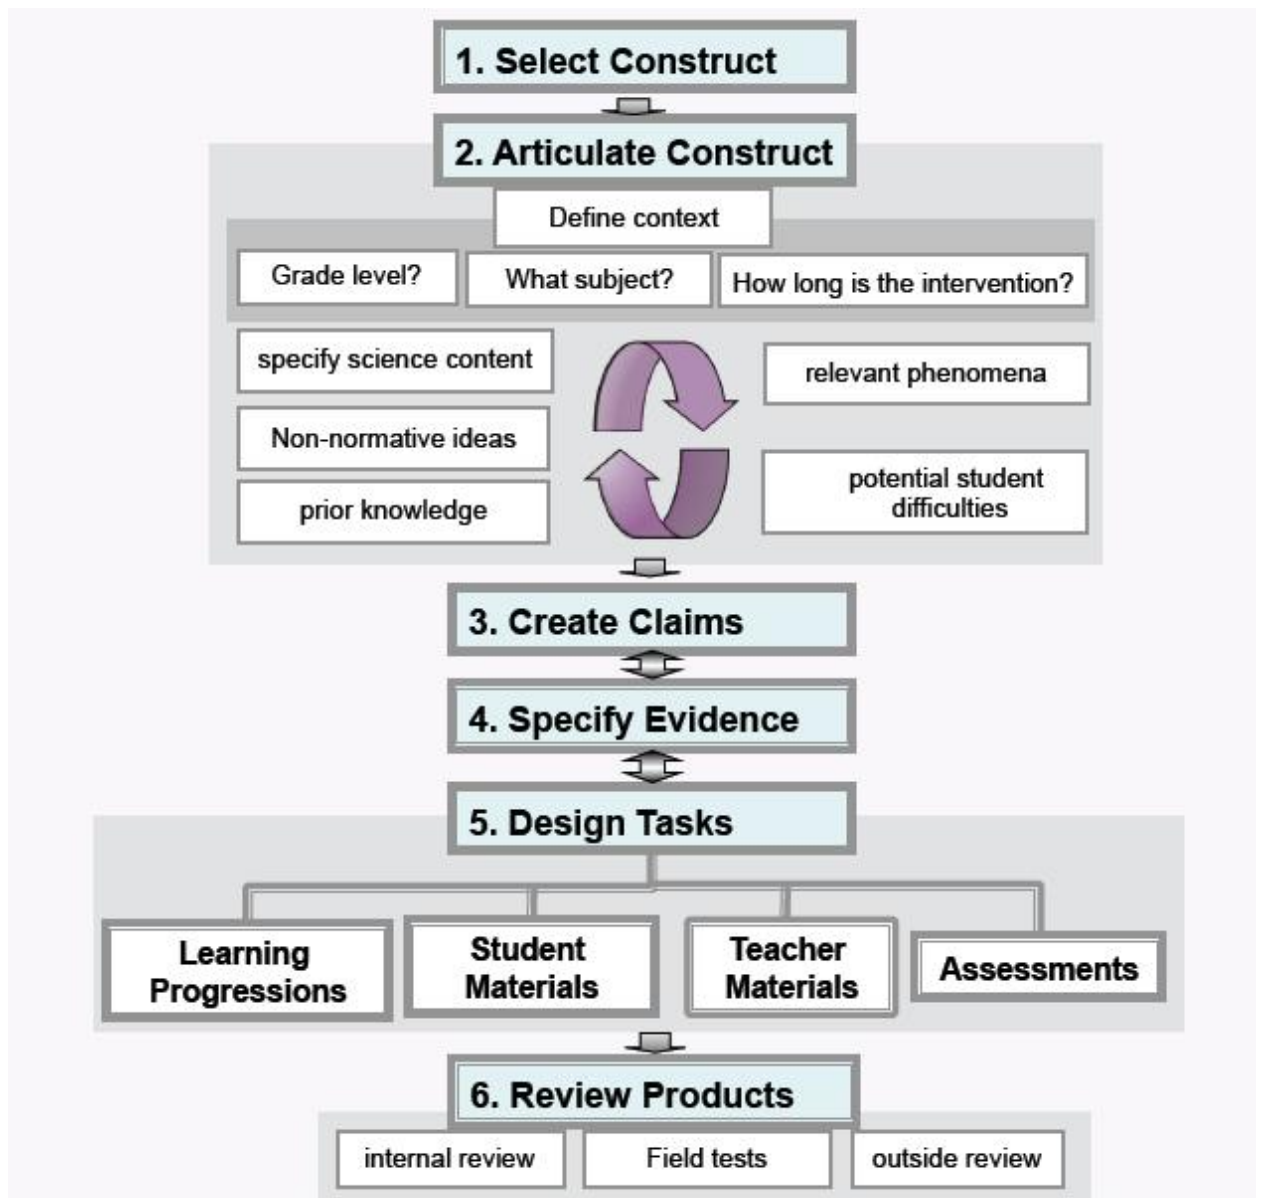 1. Select Construct
2. Articulate Construct
Define context
Grade level?
What subject?
How long is the intervention?
specify science content
Non-normative ideas
prior knowledge
relevant phenomena
potential student
difficulties
3. Create Claims
4. Specify Evidence
5. Design Tasks
Learning
Progressions
Student
Materials
Teacher
Materials
Assessments
6. Review Products
internal review
Field tests
outside review